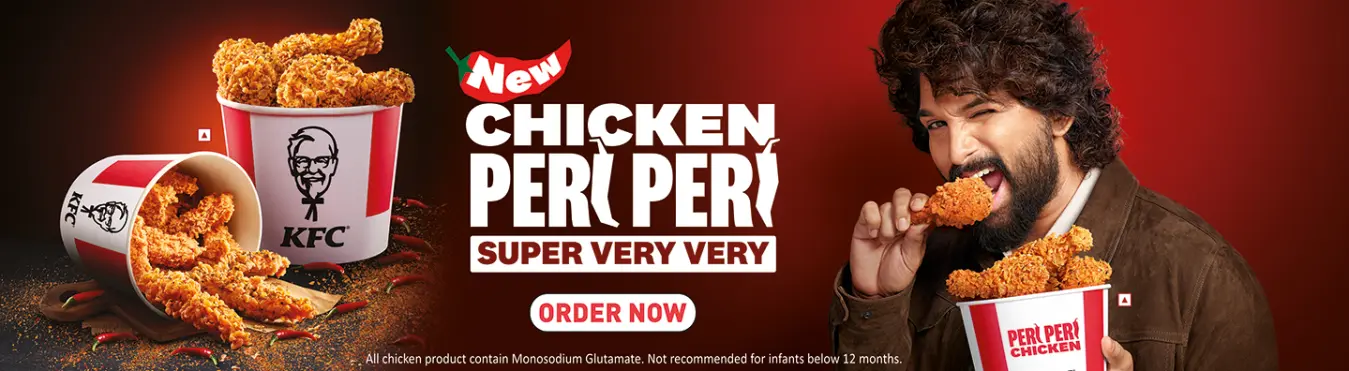 KFC
KFC
New
CHICKEN
PERi PERi
SUPER VERY VERY
ORDER NOW
PERi PERi
CHICKEN
All chicken product contain Monosodium Glutamate. Not recommended for infants below 12 months.